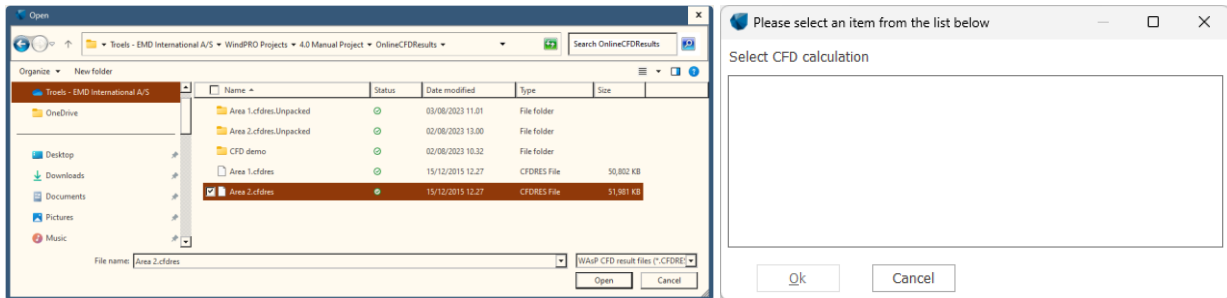 Open
Troels - EMD International A/S WindPRO Projects 4.0 Manual Project OnlineCFDResults
Search OnlineCFDResults
Organize New folder
Troels - EMD International A/S
OneDrive
Desktop
Downloads
Documents
Pictures
Music
Name Status Date modified Type Size
Area 1.cfdres.Unpacked 03/08/2023 11.01 File folder
Area 2.cfdres.Unpacked 02/08/2023 13.00 File folder
CFD demo 02/08/2023 10.32 File folder
Area 1.cfdres 15/12/2015 12.27 CFDRES File 50,802 KB
Area 2.cfdres 15/12/2015 12.27 CFDRES File 51,981 KB
File name: Area 2.cfdres WAsP CFD result files (*.CFDRES
Open Cancel
Please select an item from the list below
Select CFD calculation
Ok Cancel